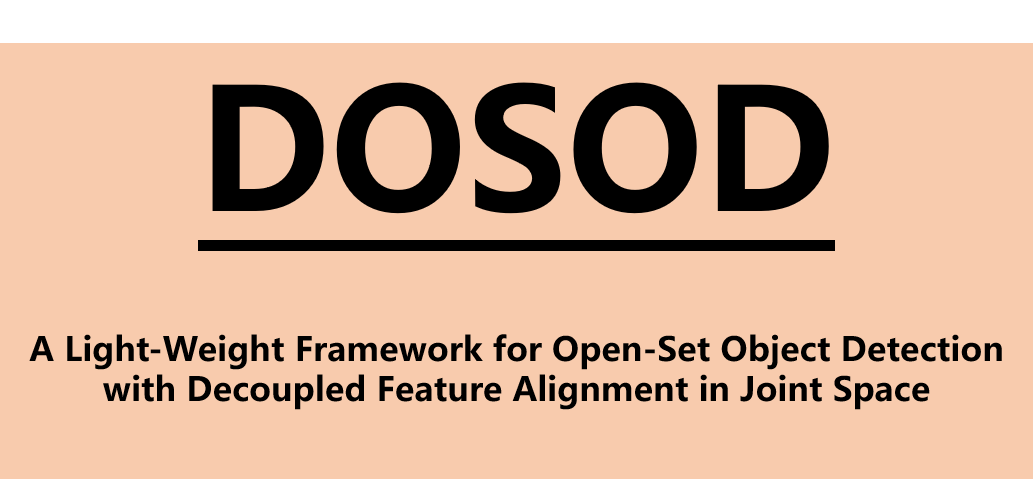 DOSOD
A Light-Weight Framework for Open-Set Object Detection
with Decoupled Feature Alignment in Joint Space